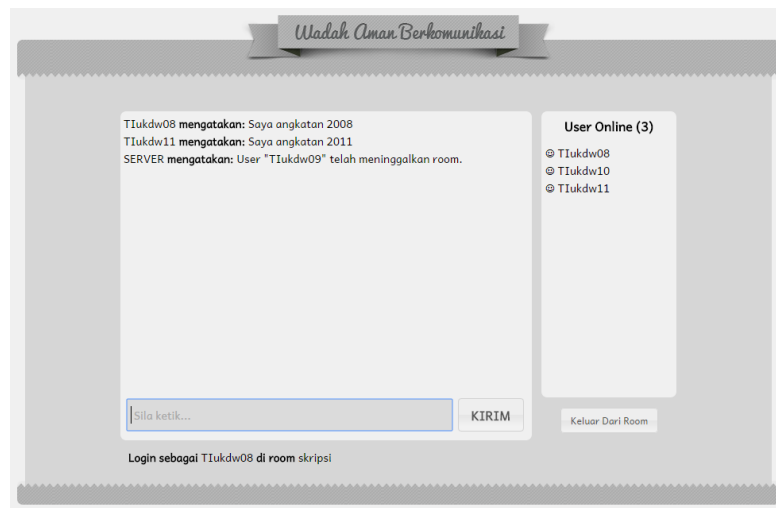 Wadah Aman Berkomunikasi
TIukdw08 mengatakan: Saya angkatan 2008
TIukdw11 mengatakan: Saya angkatan 2011
SERVER mengatakan: User "TIukdw09" telah meninggalkan room.
User Online (3)
☺ TIukdw08
☺ TIukdw10
☺ TIukdw11
Sila ketik...
KIRIM
Keluar Dari Room
Login sebagai TIukdw08 di room skripsi